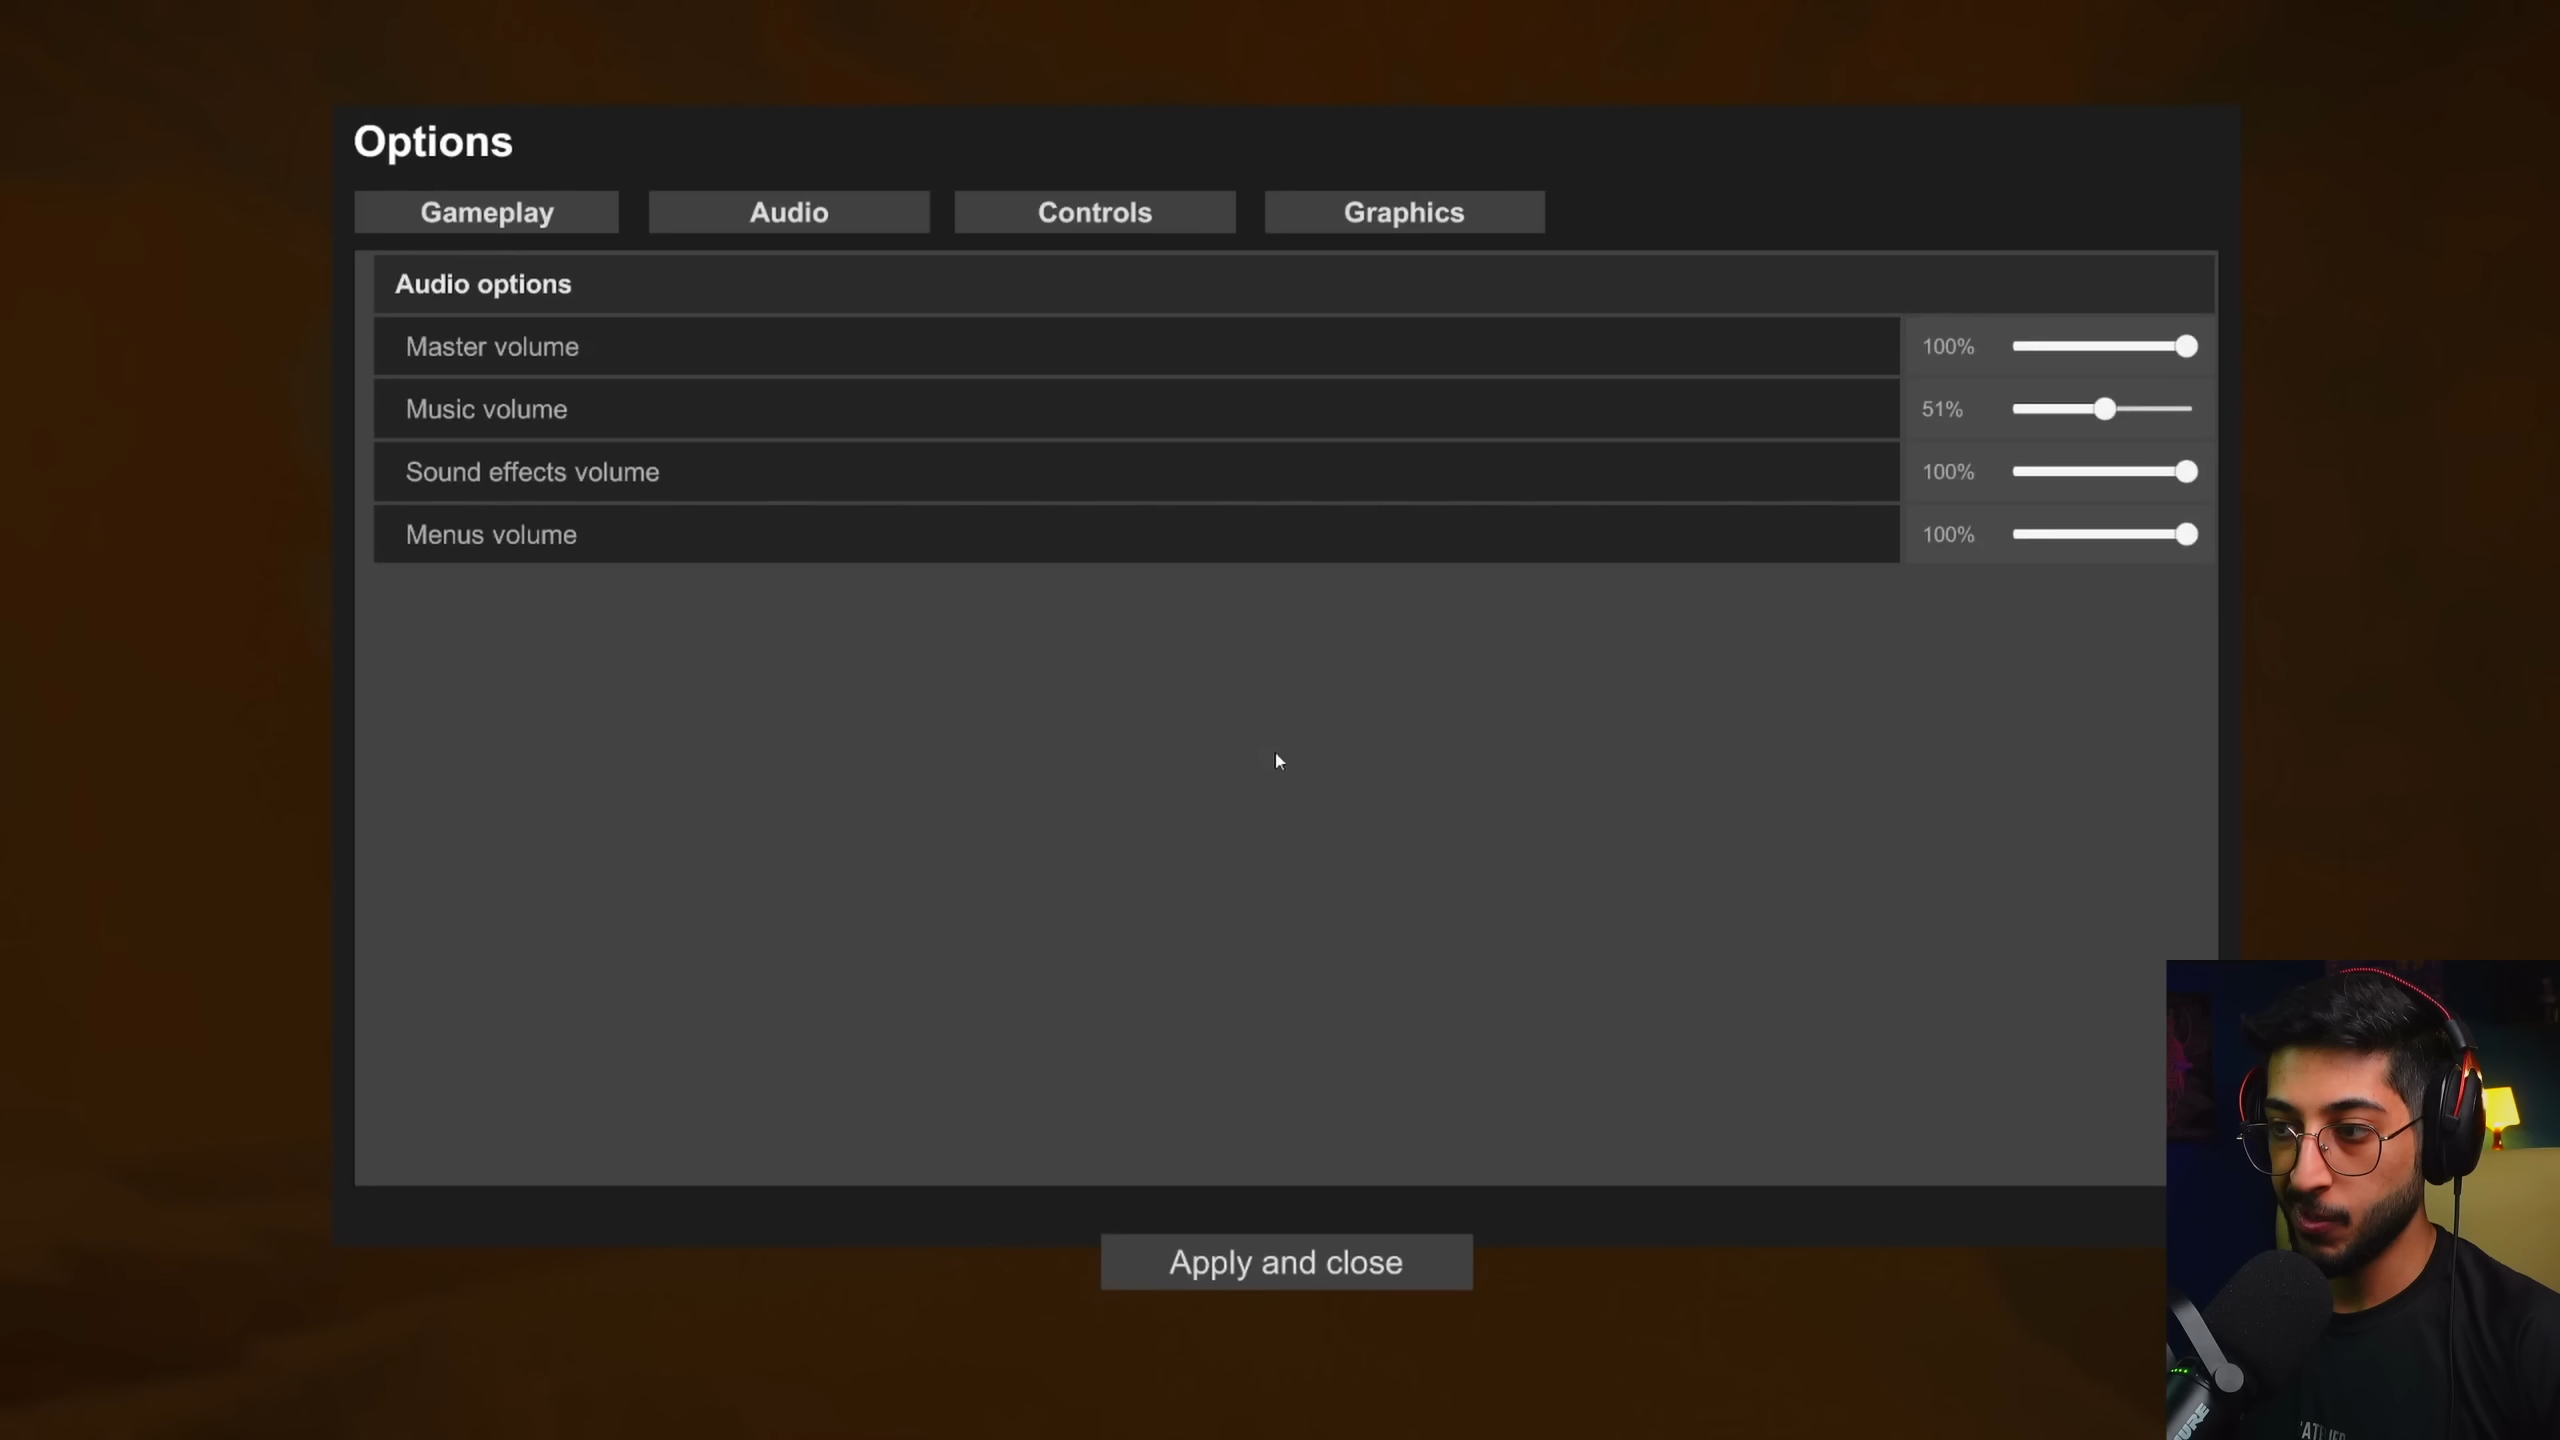 Options
Gameplay Audio Controls Graphics
Audio options
Master volume 100%
Music volume 51%
Sound effects volume 100%
Menus volume 100%
Apply and close